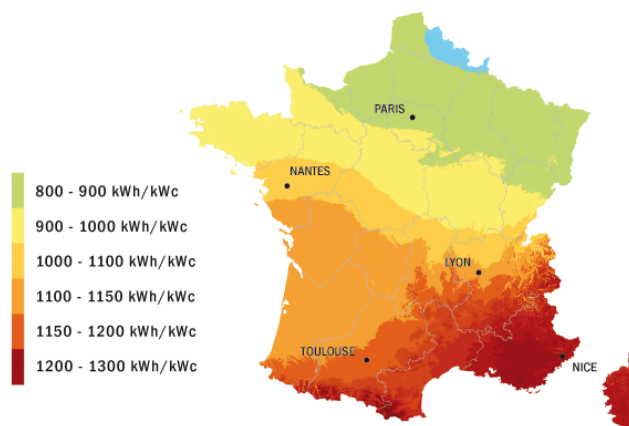 PARIS
NANTES
800 - 900 kWh/kWc
900 - 1000 kWh/kWc
1000 - 1100 kWh/kWc
LYON
1100 - 1150 kWh/kWc
1150 - 1200 kWh/kWc
TOULOUSE
1200 - 1300 kWh/kWc
NICE